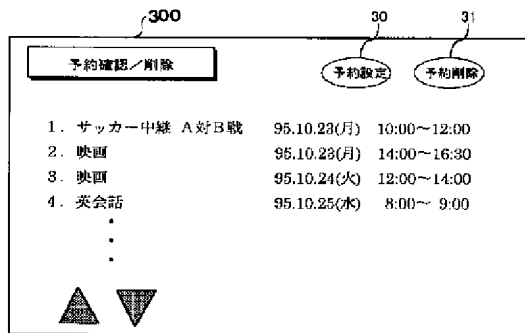 300 30 31
予約確認／削除 予約設定 予約削除
1. サッカー中継 A対B戦 95.10.23(月) 10:00～12:00
2. 映画 95.10.23(月) 14:00～16:30
3. 映画 95.10.24(火) 12:00～14:00
4. 英会話 95.10.25(水) 8:00～ 9:00